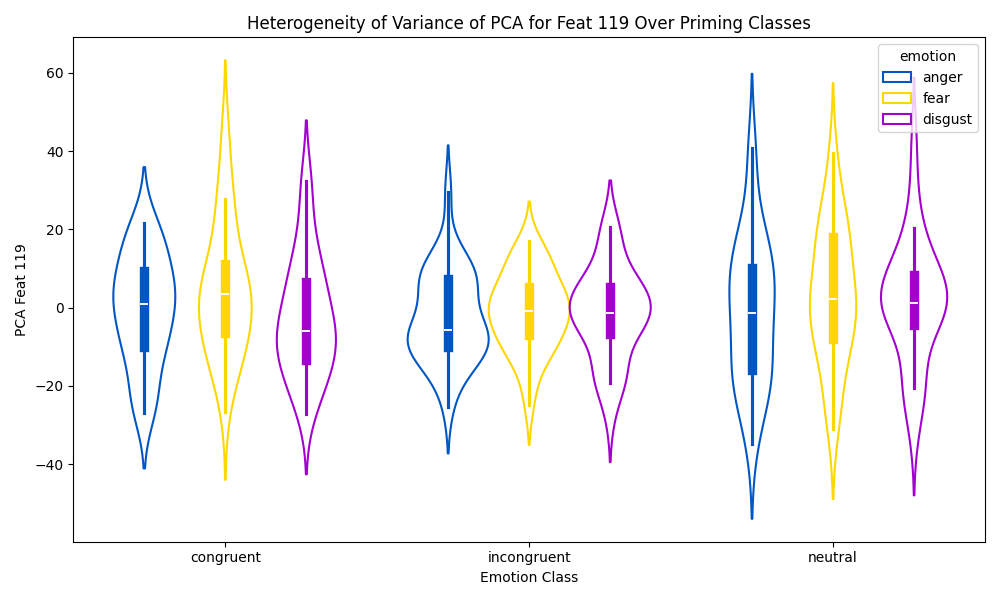 Heterogeneity of Variance of PCA for Feat 119 Over Priming Classes
emotion
anger
fear
disgust
60
40
20
0
−20
−40
PCA Feat 119
congruent
incongruent
neutral
Emotion Class